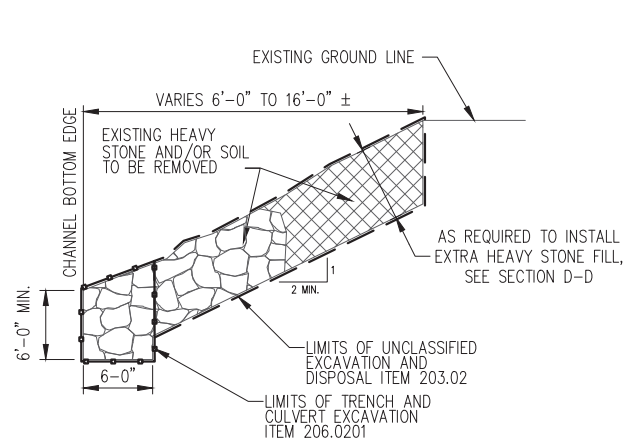 EXISTING GROUND LINE
VARIES 6'-0" TO 16'-0" ±
CHANNEL BOTTOM EDGE
EXISTING HEAVY
STONE AND/OR SOIL
TO BE REMOVED
AS REQUIRED TO INSTALL
EXTRA HEAVY STONE FILL,
SEE SECTION D-D
1
2 MIN.
6'-0" MIN.
6-0"
LIMITS OF UNCLASSIFIED
EXCAVATION AND
DISPOSAL ITEM 203.02
LIMITS OF TRENCH AND
CULVERT EXCAVATION
ITEM 206.0201